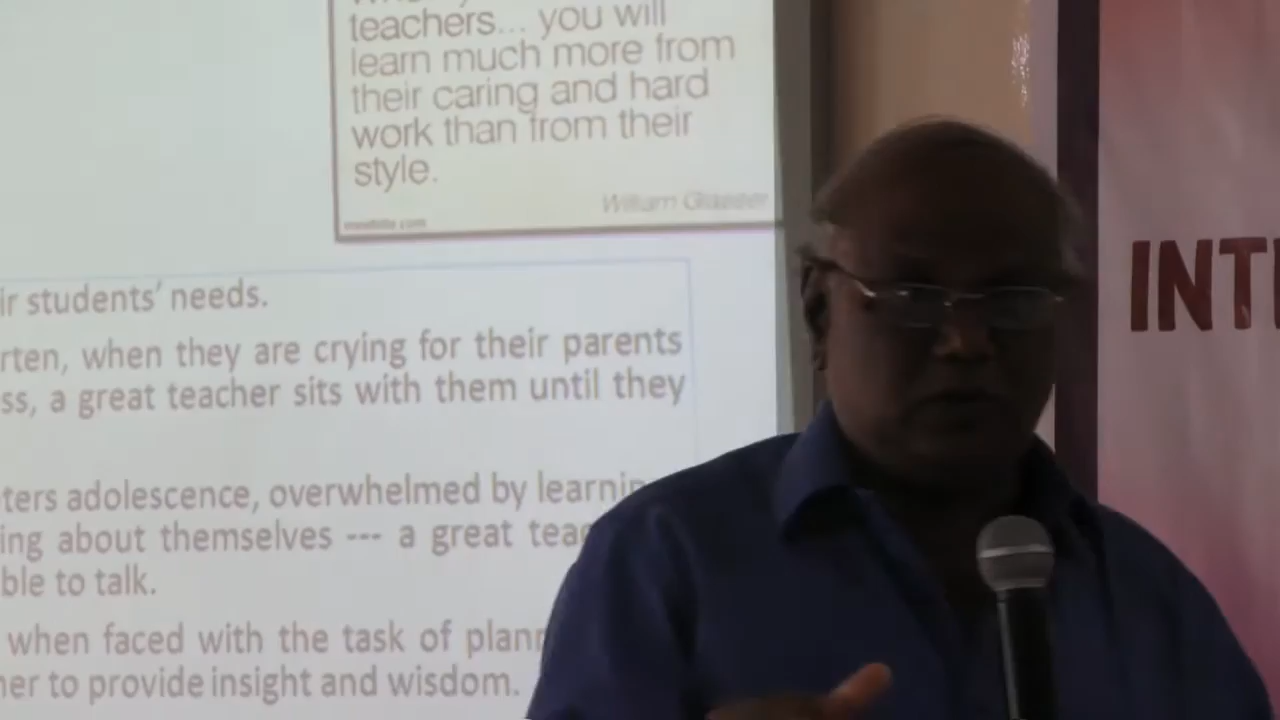 teachers... you will
learn much more from
their caring and hard
work than from their
style.
William Glasser
ir students' needs.
rten, when they are crying for their parents
ss, a great teacher sits with them until they
ters adolescence, overwhelmed by learnin
ing about themselves --- a great teac
ble to talk.
when faced with the task of plann
her to provide insight and wisdom.
INT